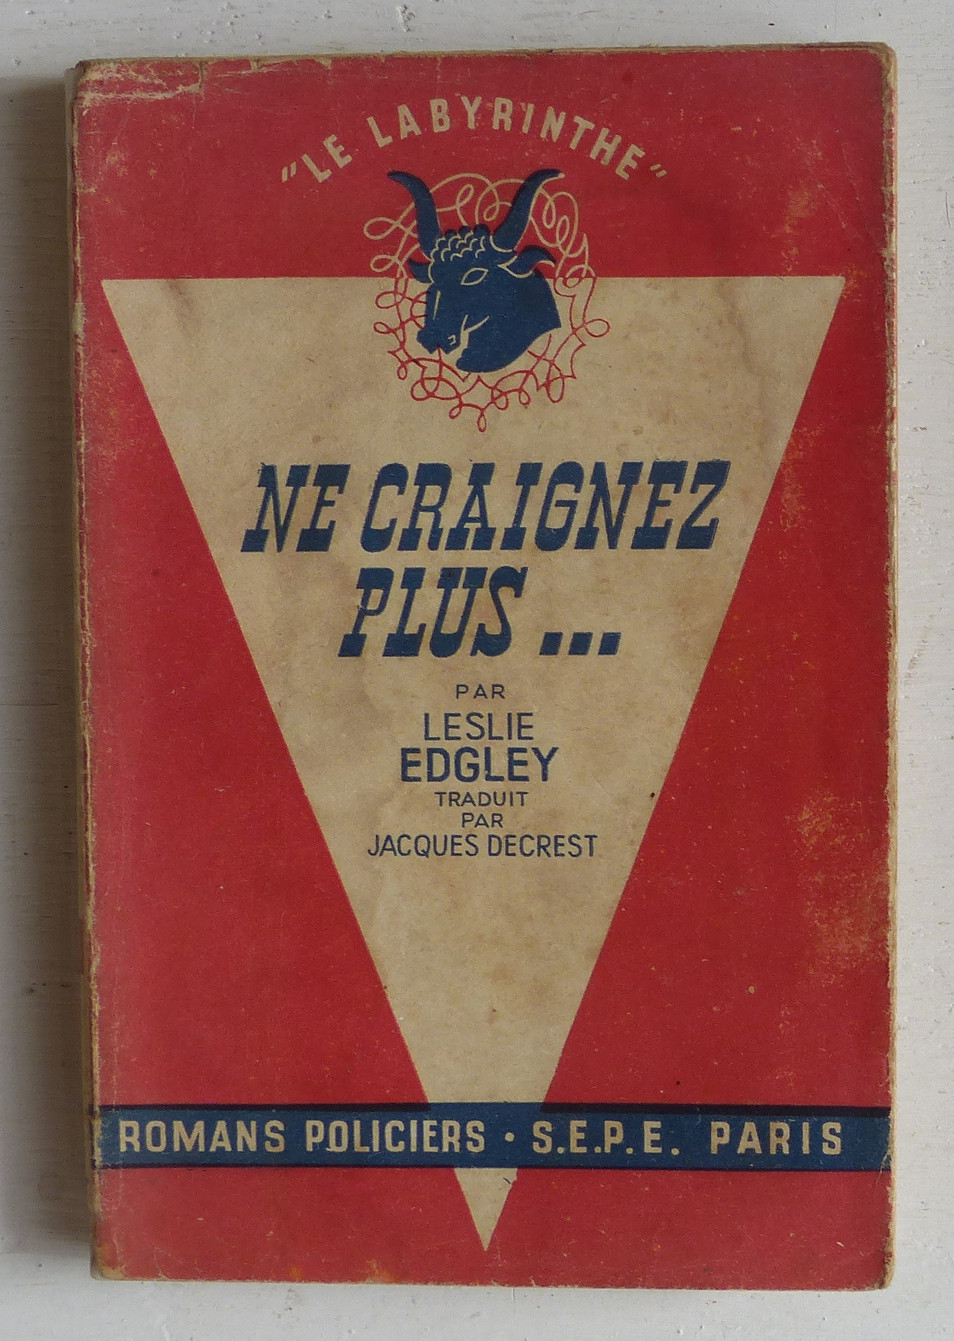 "LE LABYRINTHE"
NE CRAIGNEZ
PLUS...
PAR
LESLIE
EDGLEY
TRADUIT
PAR
JACQUES DECREST
ROMANS POLICIERS • S.E.P.E. PARIS